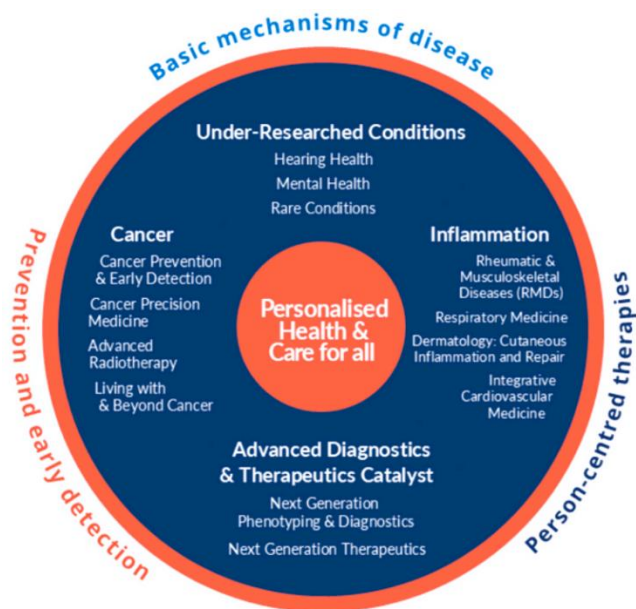 Basic mechanisms of disease
Under-Researched Conditions
Hearing Health
Mental Health
Rare Conditions
Cancer
Cancer Prevention
& Early Detection
Cancer Precision
Medicine
Advanced
Radiotherapy
Living with
& Beyond Cancer
Personalised
Health &
Care for all
Inflammation
Rheumatic &
Musculoskeletal
Diseases (RMDs)
Respiratory Medicine
Dermatology: Cutaneous
Inflammation and Repair
Integrative
Cardiovascular
Medicine
Advanced Diagnostics
& Therapeutics Catalyst
Next Generation
Phenotyping & Diagnostics
Next Generation Therapeutics
Prevention and early detection
Person-centred therapies